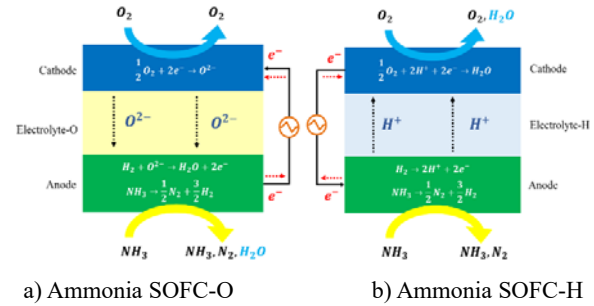 O₂ O₂
e⁻
Cathode
1/2 O₂ + 2e⁻ → O²⁻
Electrolyte-O
O²⁻ O²⁻
Anode
H₂ + O²⁻ → H₂O + 2e⁻
NH₃ → 1/2 N₂ + 3/2 H₂
e⁻
NH₃ NH₃, N₂, H₂O
a) Ammonia SOFC-O
O₂ O₂, H₂O
e⁻
Cathode
1/2 O₂ + 2H⁺ + 2e⁻ → H₂O
Electrolyte-H
H⁺ H⁺
Anode
H₂ → 2H⁺ + 2e⁻
NH₃ → 1/2 N₂ + 3/2 H₂
e⁻
NH₃ NH₃, N₂
b) Ammonia SOFC-H